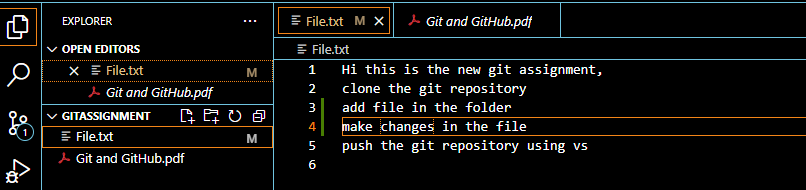 EXPLORER
OPEN EDITORS
File.txt M
Git and GitHub.pdf
GITASSIGNMENT
File.txt M
Git and GitHub.pdf
1
File.txt M
Git and GitHub.pdf
File.txt
1 Hi this is the new git assignment,
2 clone the git repository
3 add file in the folder
4 make changes in the file
5 push the git repository using vs
6